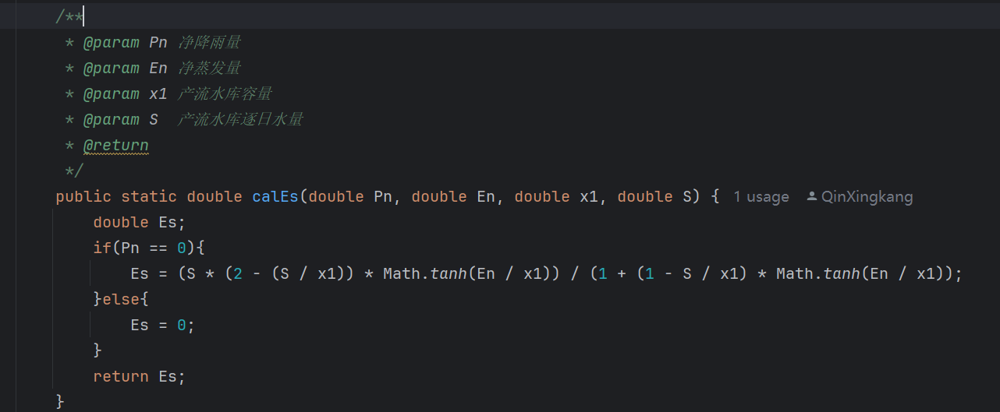 /**
 * @param Pn 净降雨量
 * @param En 净蒸发量
 * @param x1 产流水库容量
 * @param S  产流水库逐日水量
 * @return
 */
public static double calEs(double Pn, double En, double x1, double S) { 1 usage QinXingkang
    double Es;
    if(Pn == 0){
        Es = (S * (2 - (S / x1)) * Math.tanh(En / x1)) / (1 + (1 - S / x1) * Math.tanh(En / x1));
    }else{
        Es = 0;
    }
    return Es;
}